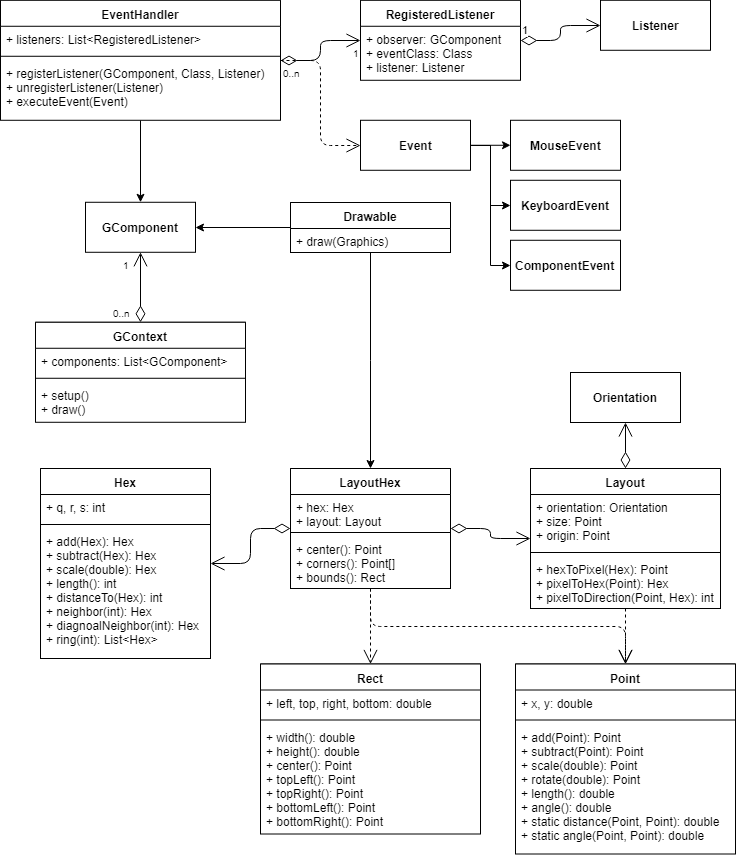 EventHandler
+ listeners: List<RegisteredListener>
+ registerListener(GComponent, Class, Listener)
+ unregisterListener(Listener)
+ executeEvent(Event)
0..n
1
RegisteredListener
+ observer: GComponent
+ eventClass: Class
+ listener: Listener
1
Listener
Event
MouseEvent
KeyboardEvent
ComponentEvent
GComponent
Drawable
+ draw(Graphics)
1
0..n
GContext
+ components: List<GComponent>
+ setup()
+ draw()
Orientation
Hex
+ q, r, s: int
+ add(Hex): Hex
+ subtract(Hex): Hex
+ scale(double): Hex
+ length(): int
+ distanceTo(Hex): int
+ neighbor(int): Hex
+ diagnoalNeighbor(int): Hex
+ ring(int): List<Hex>
LayoutHex
+ hex: Hex
+ layout: Layout
+ center(): Point
+ corners(): Point[]
+ bounds(): Rect
Layout
+ orientation: Orientation
+ size: Point
+ origin: Point
+ hexToPixel(Hex): Point
+ pixelToHex(Point): Hex
+ pixelToDirection(Point, Hex): int
Rect
+ left, top, right, bottom: double
+ width(): double
+ height(): double
+ center(): Point
+ topLeft(): Point
+ topRight(): Point
+ bottomLeft(): Point
+ bottomRight(): Point
Point
+ x, y: double
+ add(Point): Point
+ subtract(Point): Point
+ scale(double): Point
+ rotate(double): Point
+ length(): double
+ angle(): double
+ static distance(Point, Point): double
+ static angle(Point, Point): double